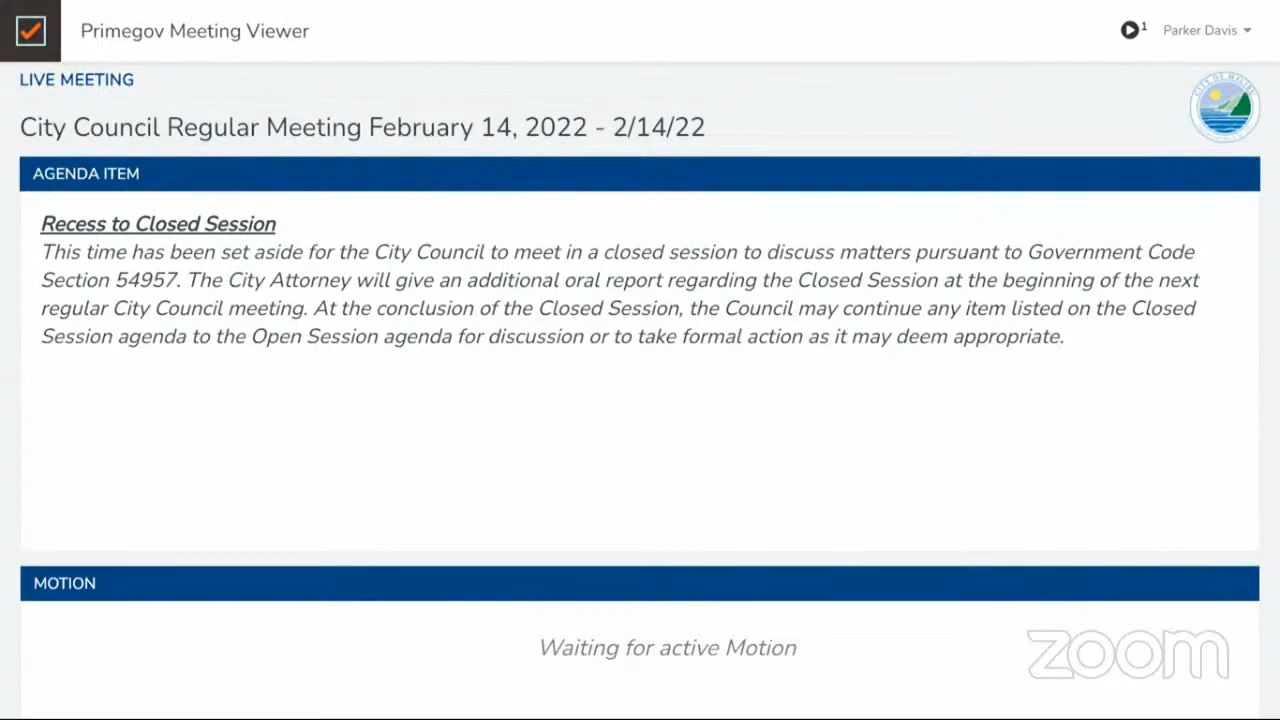 Primegov Meeting Viewer
1
Parker Davis
LIVE MEETING
City Council Regular Meeting February 14, 2022 - 2/14/22
AGENDA ITEM
Recess to Closed Session
This time has been set aside for the City Council to meet in a closed session to discuss matters pursuant to Government Code
Section 54957. The City Attorney will give an additional oral report regarding the Closed Session at the beginning of the next
regular City Council meeting. At the conclusion of the Closed Session, the Council may continue any item listed on the Closed
Session agenda to the Open Session agenda for discussion or to take formal action as it may deem appropriate.
MOTION
Waiting for active Motion
zoom